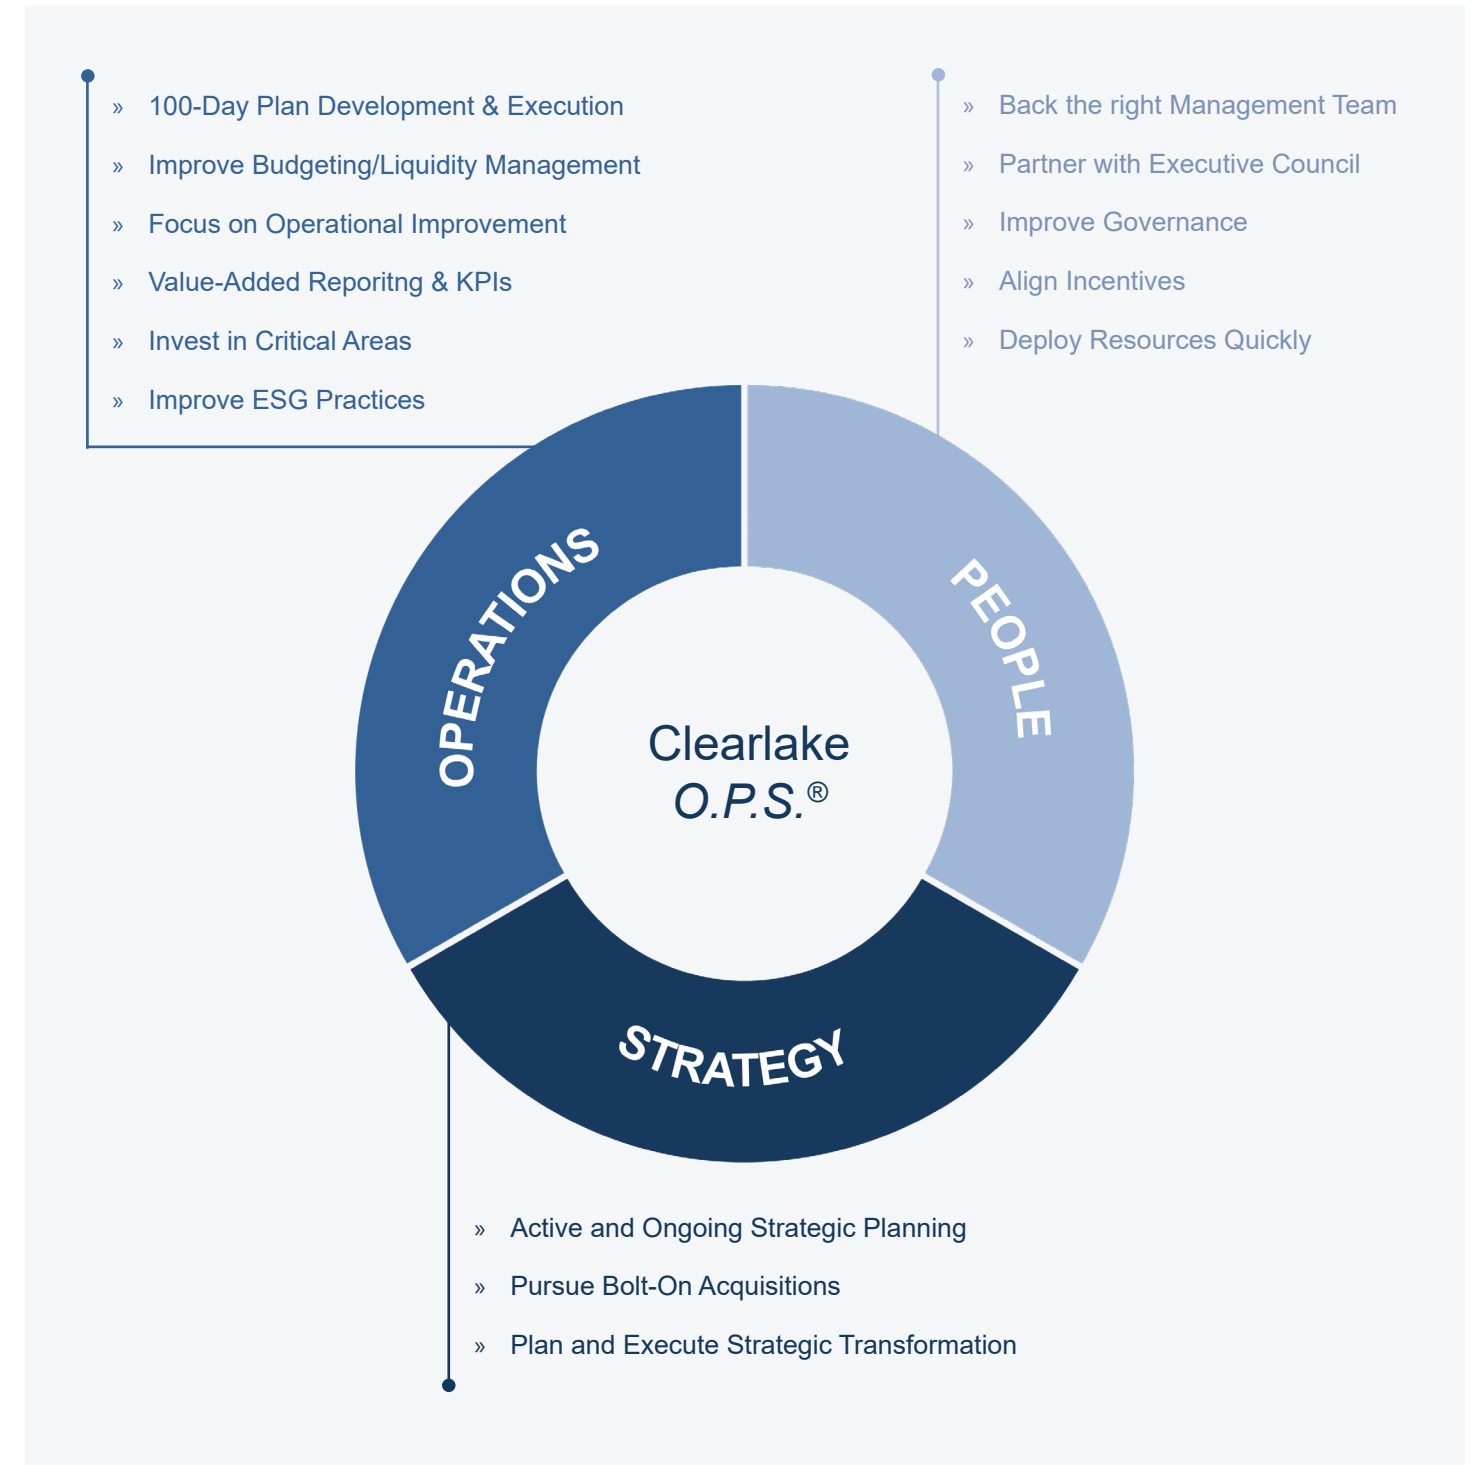 » 100-Day Plan Development & Execution
» Improve Budgeting/Liquidity Management
» Focus on Operational Improvement
» Value-Added Reporitng & KPIs
» Invest in Critical Areas
» Improve ESG Practices
» Back the right Management Team
» Partner with Executive Council
» Improve Governance
» Align Incentives
» Deploy Resources Quickly
OPERATIONS
PEOPLE
Clearlake
O.P.S.®
STRATEGY
» Active and Ongoing Strategic Planning
» Pursue Bolt-On Acquisitions
» Plan and Execute Strategic Transformation